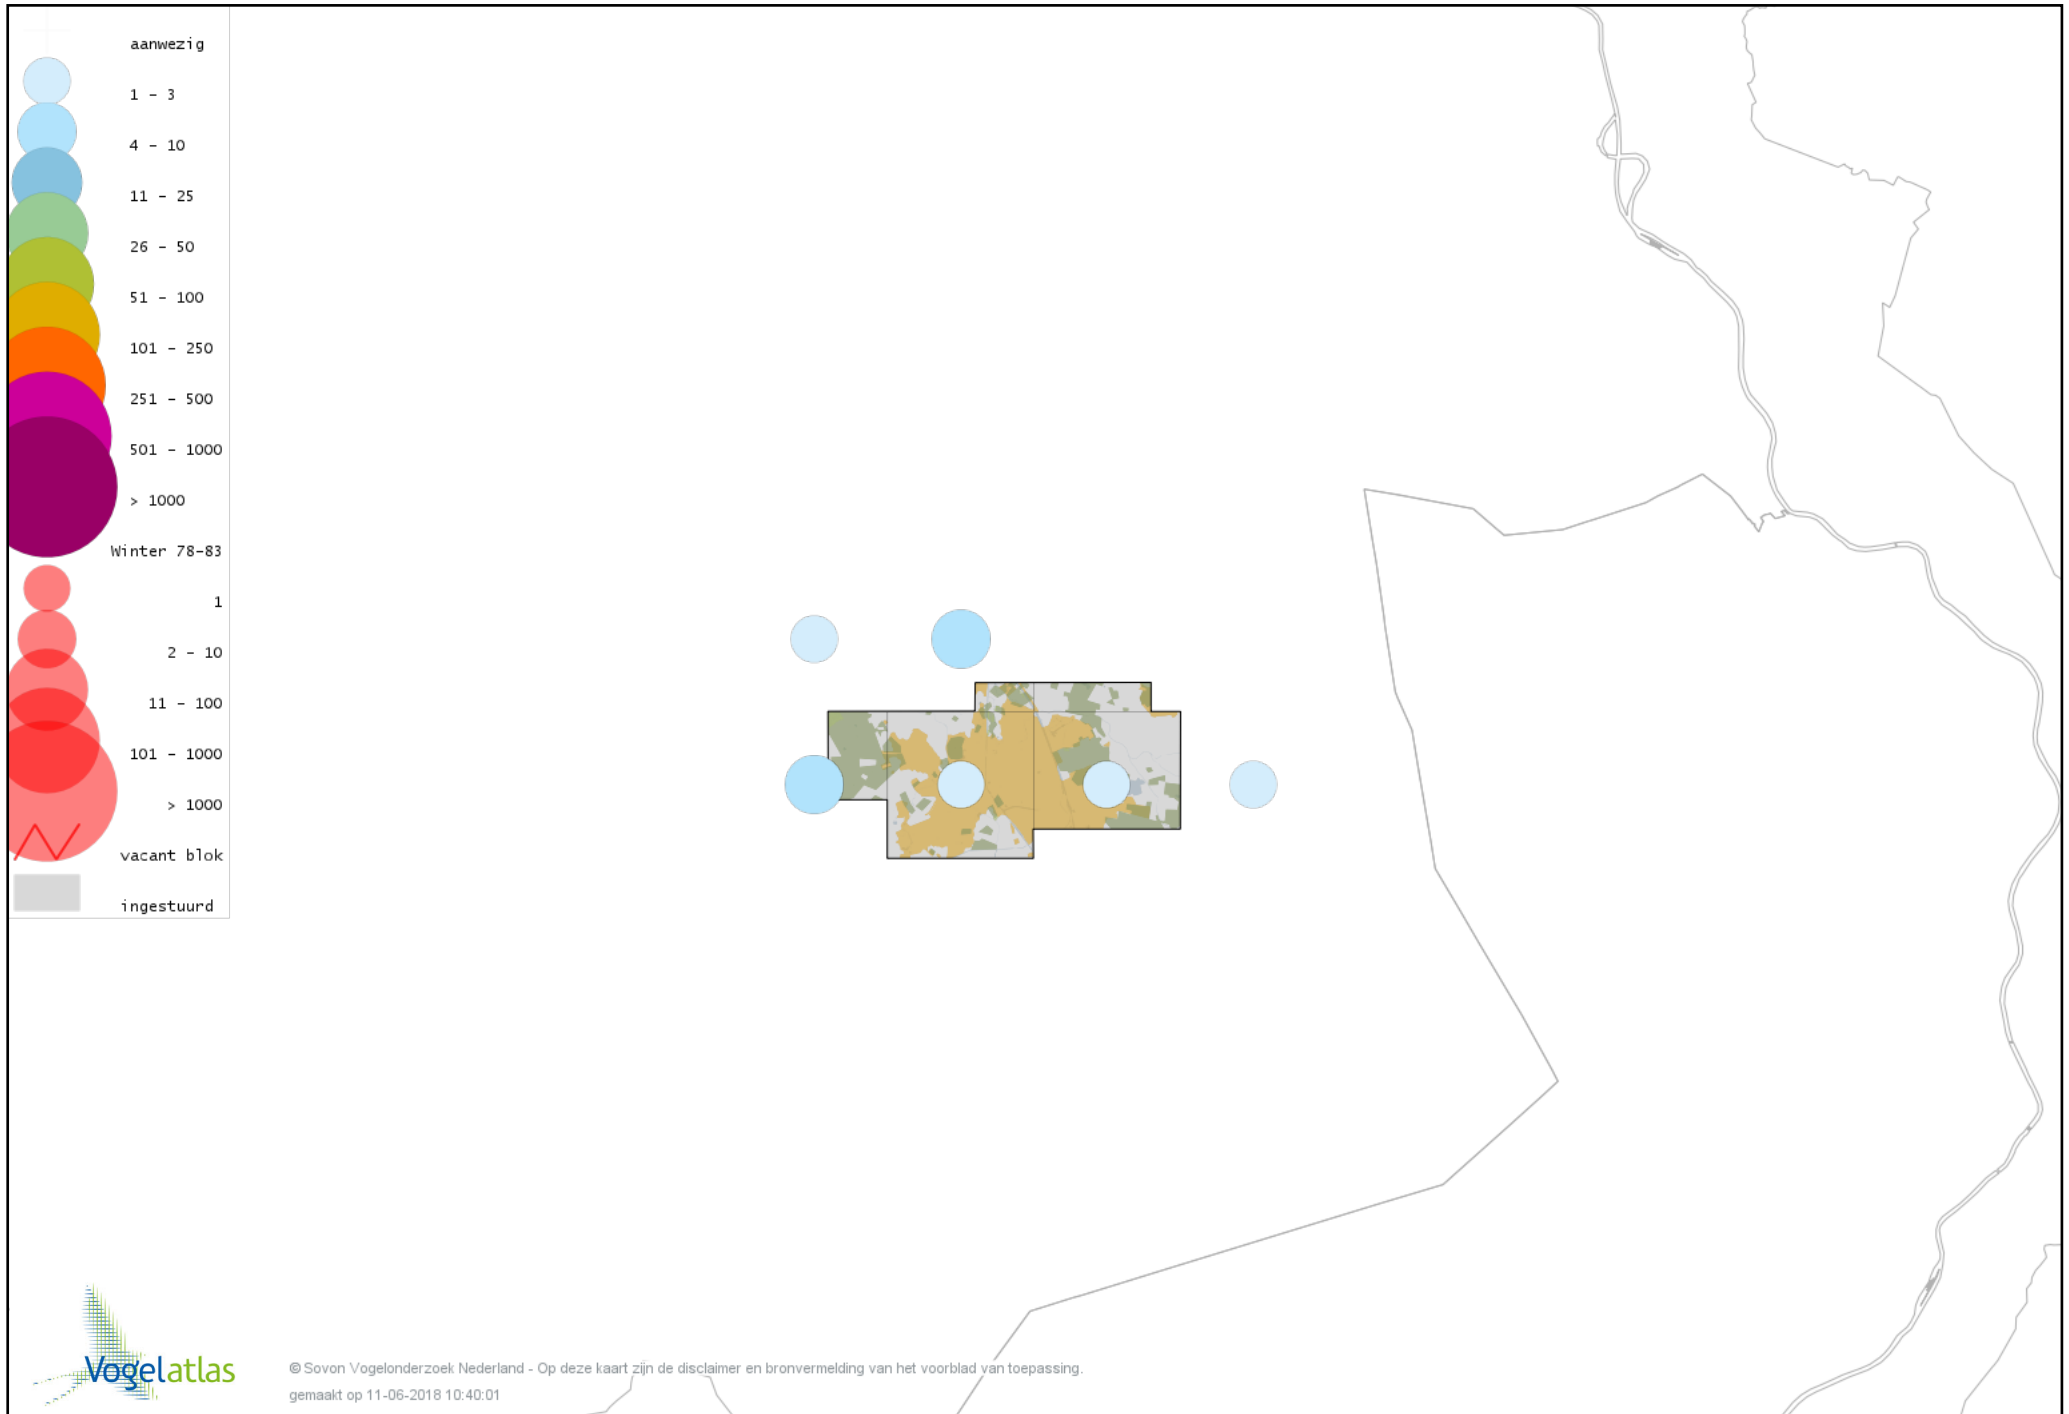 aanwezig
1 - 3
4 - 10
11 - 25
26 - 50
51 - 100
101 - 250
251 - 500
501 - 1000
> 1000
Winter 78-83
1
2 - 10
11 - 100
101 - 1000
> 1000
vacant blok
ingestuurd
Vogelatlas
© Sovon Vogelonderzoek Nederland - Op deze kaart zijn de disclaimer en bronvermelding van het voorblad van toepassing.
gemaakt op 11-06-2018 10:40:01